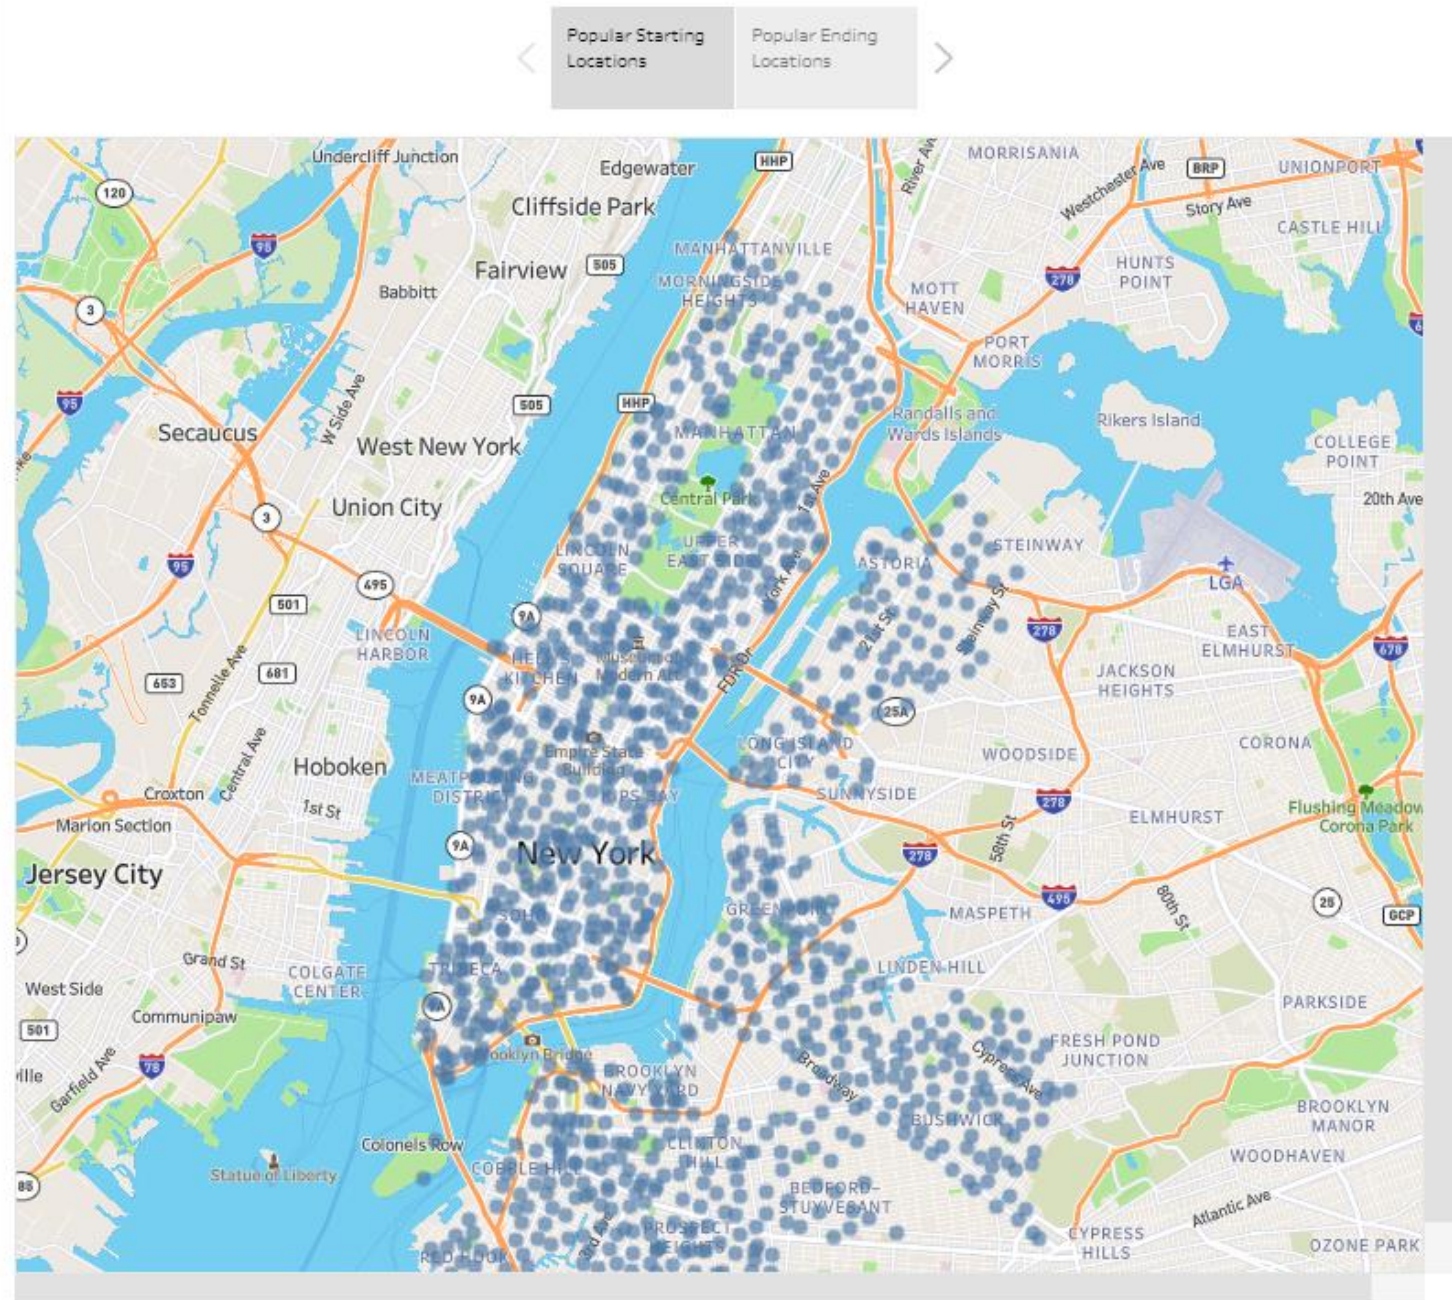 Popular Starting
Locations
Popular Ending
Locations
Undercliff Junction
Edgewater
HHP
River Av
MORRISANIA
Westchester Ave
BRP
UNIONPORT
120
Cliffside Park
Story Ave
CASTLE HILL
95
MANHATTANVILLE
Fairview
505
HUNTS
POINT
278
Babbitt
MORNINGSIDE
HEIGHTS
MOTT
HAVEN
3
PORT
MORRIS
95
W Side Ave
505
HHP
Randalls and
Wards Islands
Rikers Island
Secaucus
West New York
MANHATTAN
COLLEGE
POINT
Central Park
1st Ave
20th Ave
Union City
3
LINCOLN
SQUARE
UPPER
EAST SIDE
ASTORIA
STEINWAY
95
495
York Ave
LGA
501
9A
21st St
Steinway St
278
EAST
ELMHURST
678
LINCOLN
HARBOR
HELL'S
KITCHEN
Museum of
Modern Art
FDR Dr
653
681
Tonnelle Ave
9A
25A
JACKSON
HEIGHTS
Central Ave
Hoboken
Empire State
Building
LONG ISLAND
CITY
WOODSIDE
CORONA
MEATPACKING
DISTRICT
KIPS BAY
SUNNYSIDE
278
Croxton
1st St
Marion Section
58th St
ELMHURST
Flushing Meadow
Corona Park
9A
New York
278
Jersey City
495
80th St
25
GCP
SOHO
GREENPOINT
MASPETH
Grand St
COLGATE
CENTER
TRIBECA
LINDEN HILL
West Side
9A
PARKSIDE
501
Communipaw
Brooklyn Bridge
FRESH POND
JUNCTION
78
ville
Garfield Ave
BROOKLYN
NAVY YARD
Broadway
Cypress Ave
BUSHWICK
BROOKLYN
MANOR
Colonels Row
CLINTON
HILL
WOODHAVEN
Statue of Liberty
COBBLE HILL
85
BEDFORD-
STUYVESANT
Atlantic Ave
3rd Ave
PROSPECT
HEIGHTS
CYPRESS
HILLS
RED HOOK
OZONE PARK